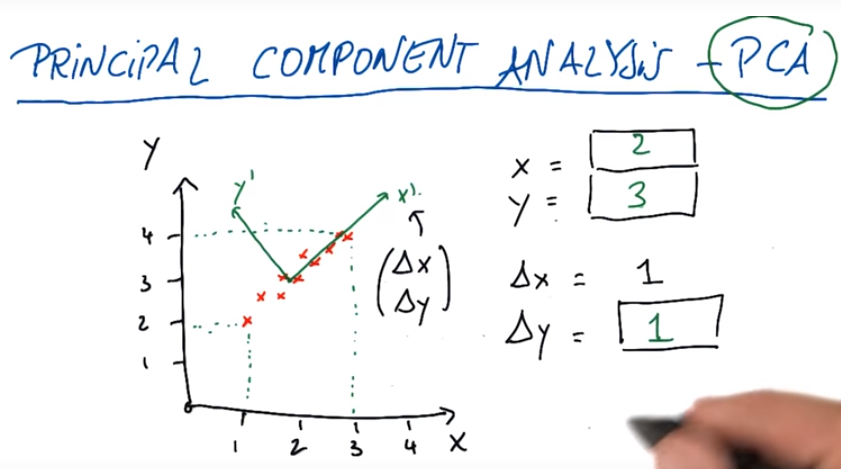 PRINCIPAL COMPONENT ANALYSIS - PCA
Y
y'
x'
4
3
2
1
1 2 3 4 X
(Δx
Δy)
x = 2
y = 3
Δx = 1
Δy = 1